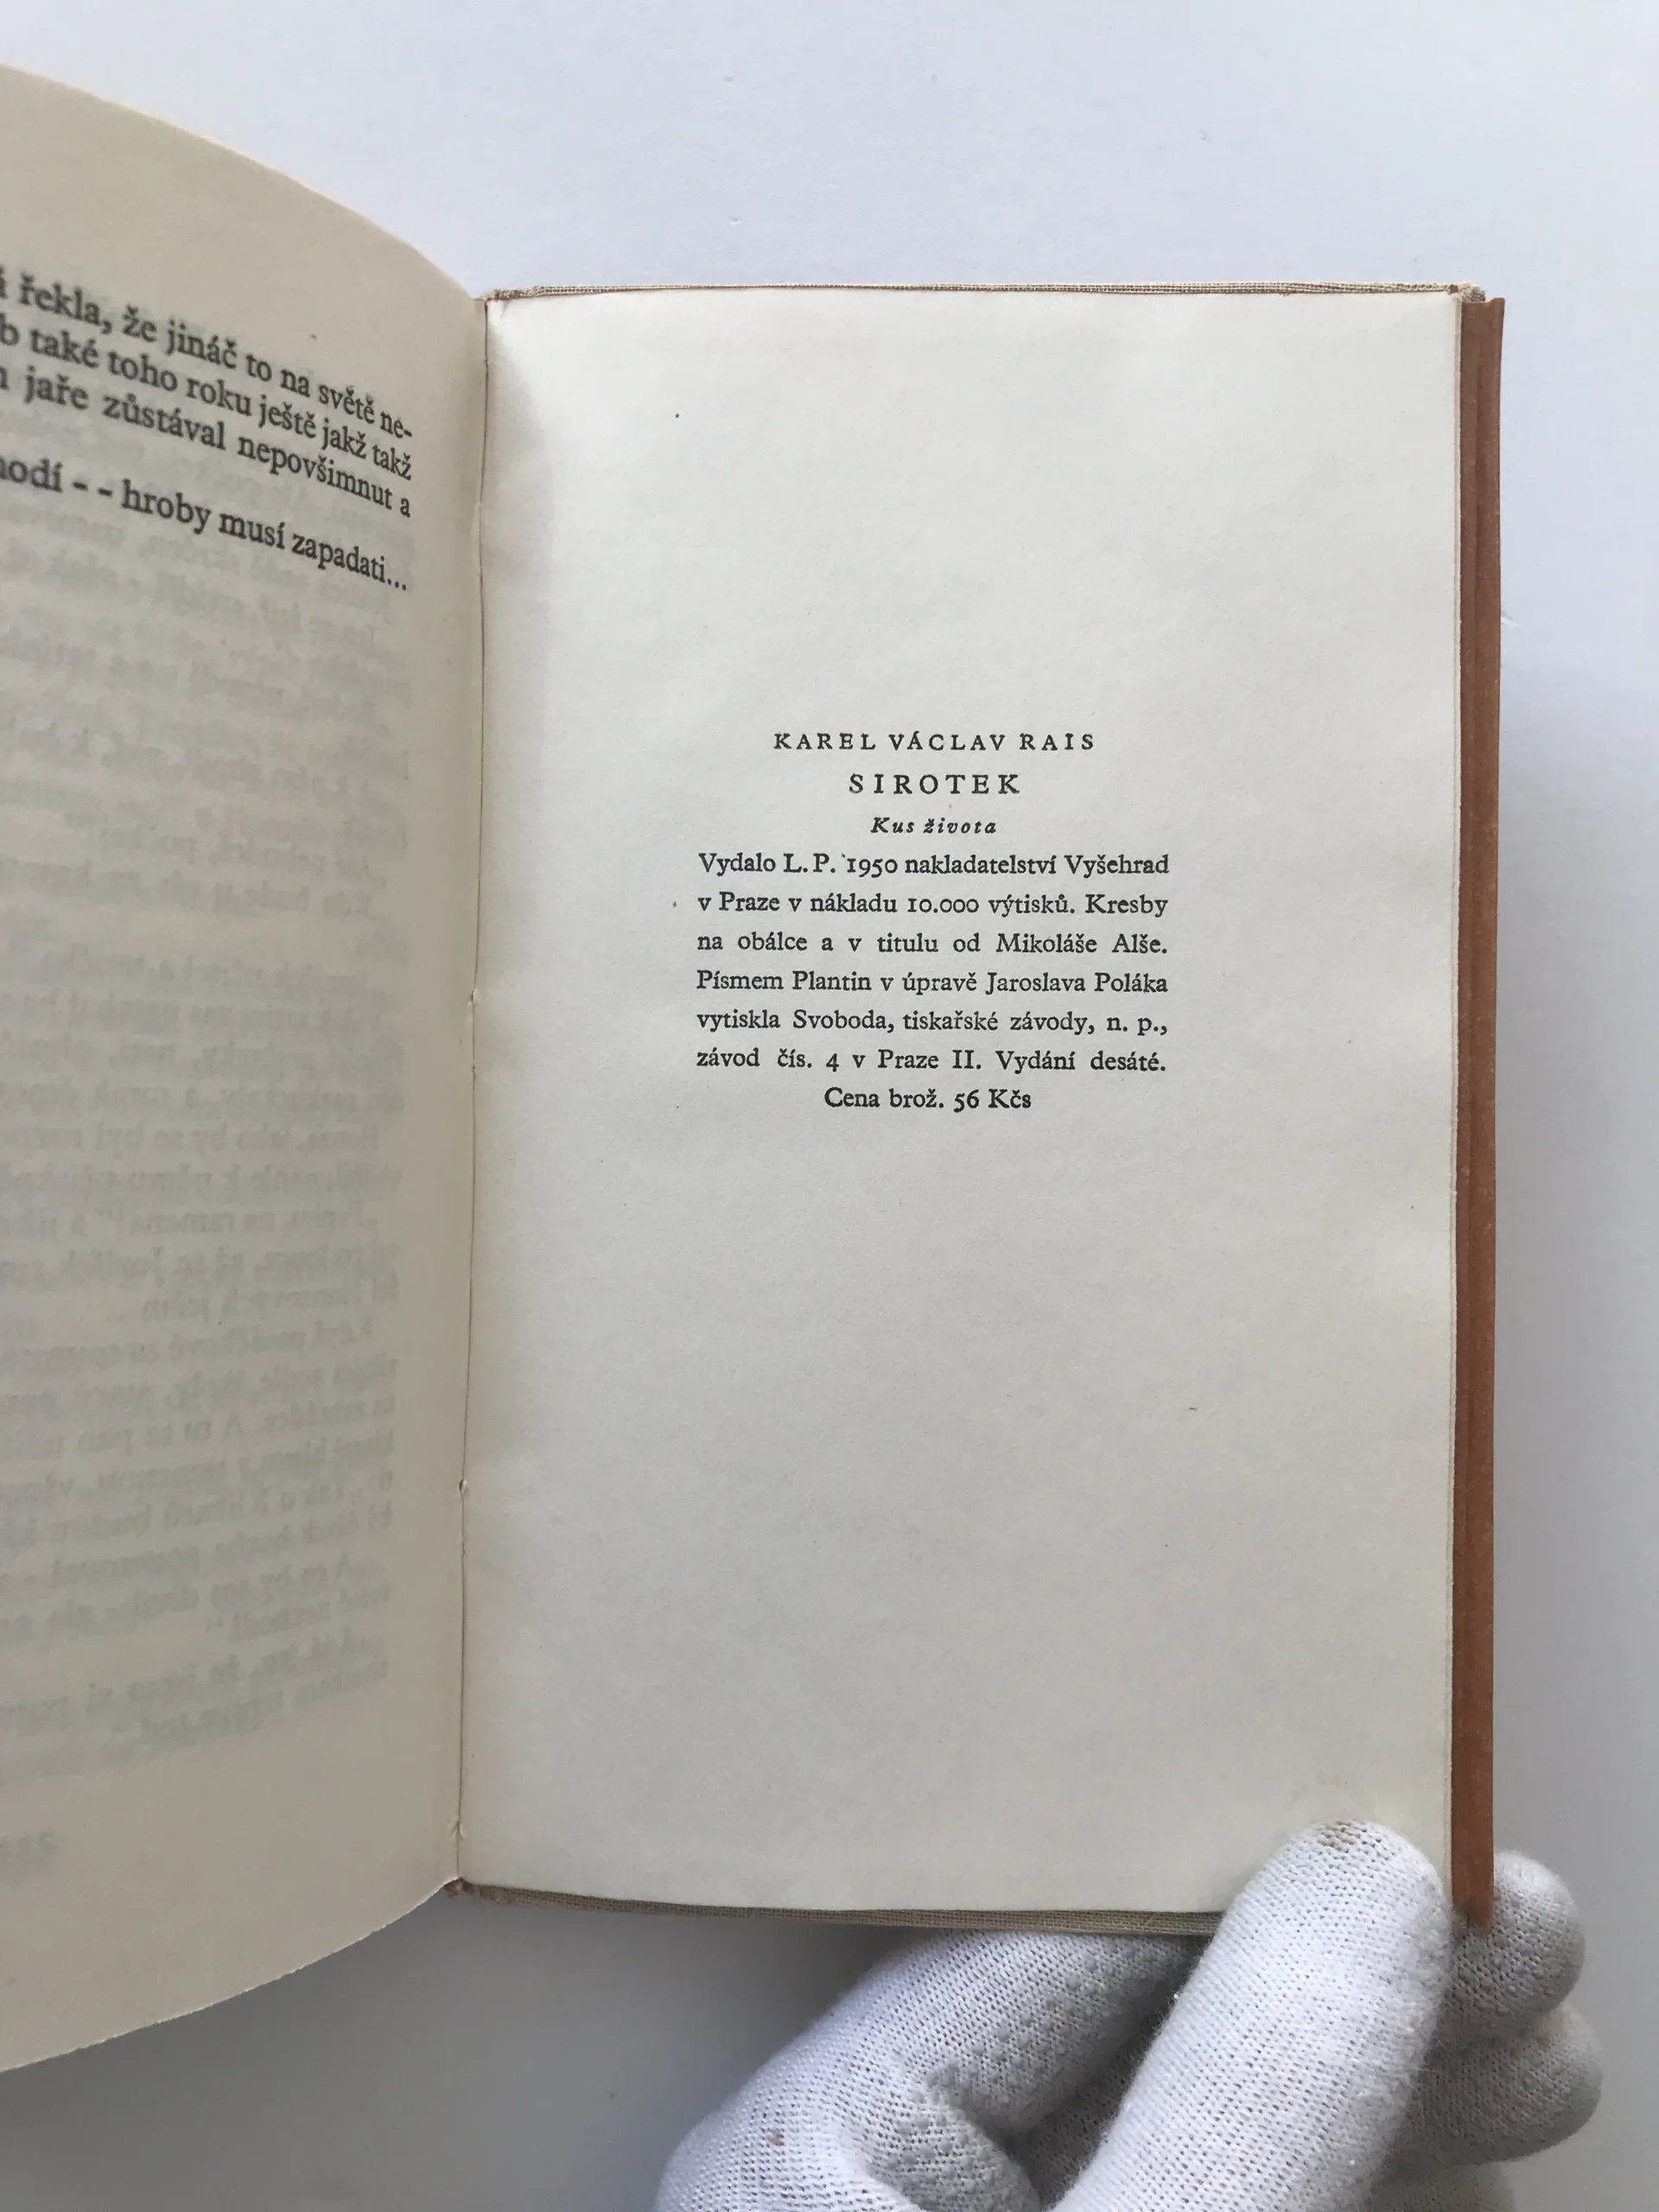 řekla, že jináč to na světě ne-
také toho roku ještě jakž takž
jaře zůstával nepovšimnut a
hroby musí zapadati...
KAREL VÁCLAV RAIS
SIROTEK
Kus života
Vydalo L. P. 1950 nakladatelství Vyšehrad
v Praze v nákladu 10.000 výtisků. Kresby
na obálce a v titulu od Mikoláše Alše.
Písmem Plantin v úpravě Jaroslava Poláka
vytiskla Svoboda, tiskařské závody, n. p.,
závod čís. 4 v Praze II. Vydání desáté.
Cena brož. 56 Kčs